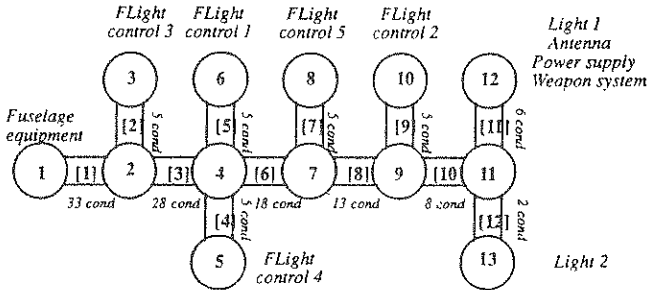 FLight
control 3
FLight
control 1
FLight
control 5
FLight
control 2
Light 1
Antenna
Power supply
Weapon system
3
6
8
10
12
Fuselage
equipment
[2]
5 cond
[5]
5 cond
[7]
5 cond
[9]
5 cond
[11]
6 cond
1
[1]
2
[3]
4
[6]
7
[8]
9
[10]
11
33 cond
28 cond
18 cond
13 cond
8 cond
[4]
5 cond
[12]
2 cond
5
FLight
control 4
13
Light 2